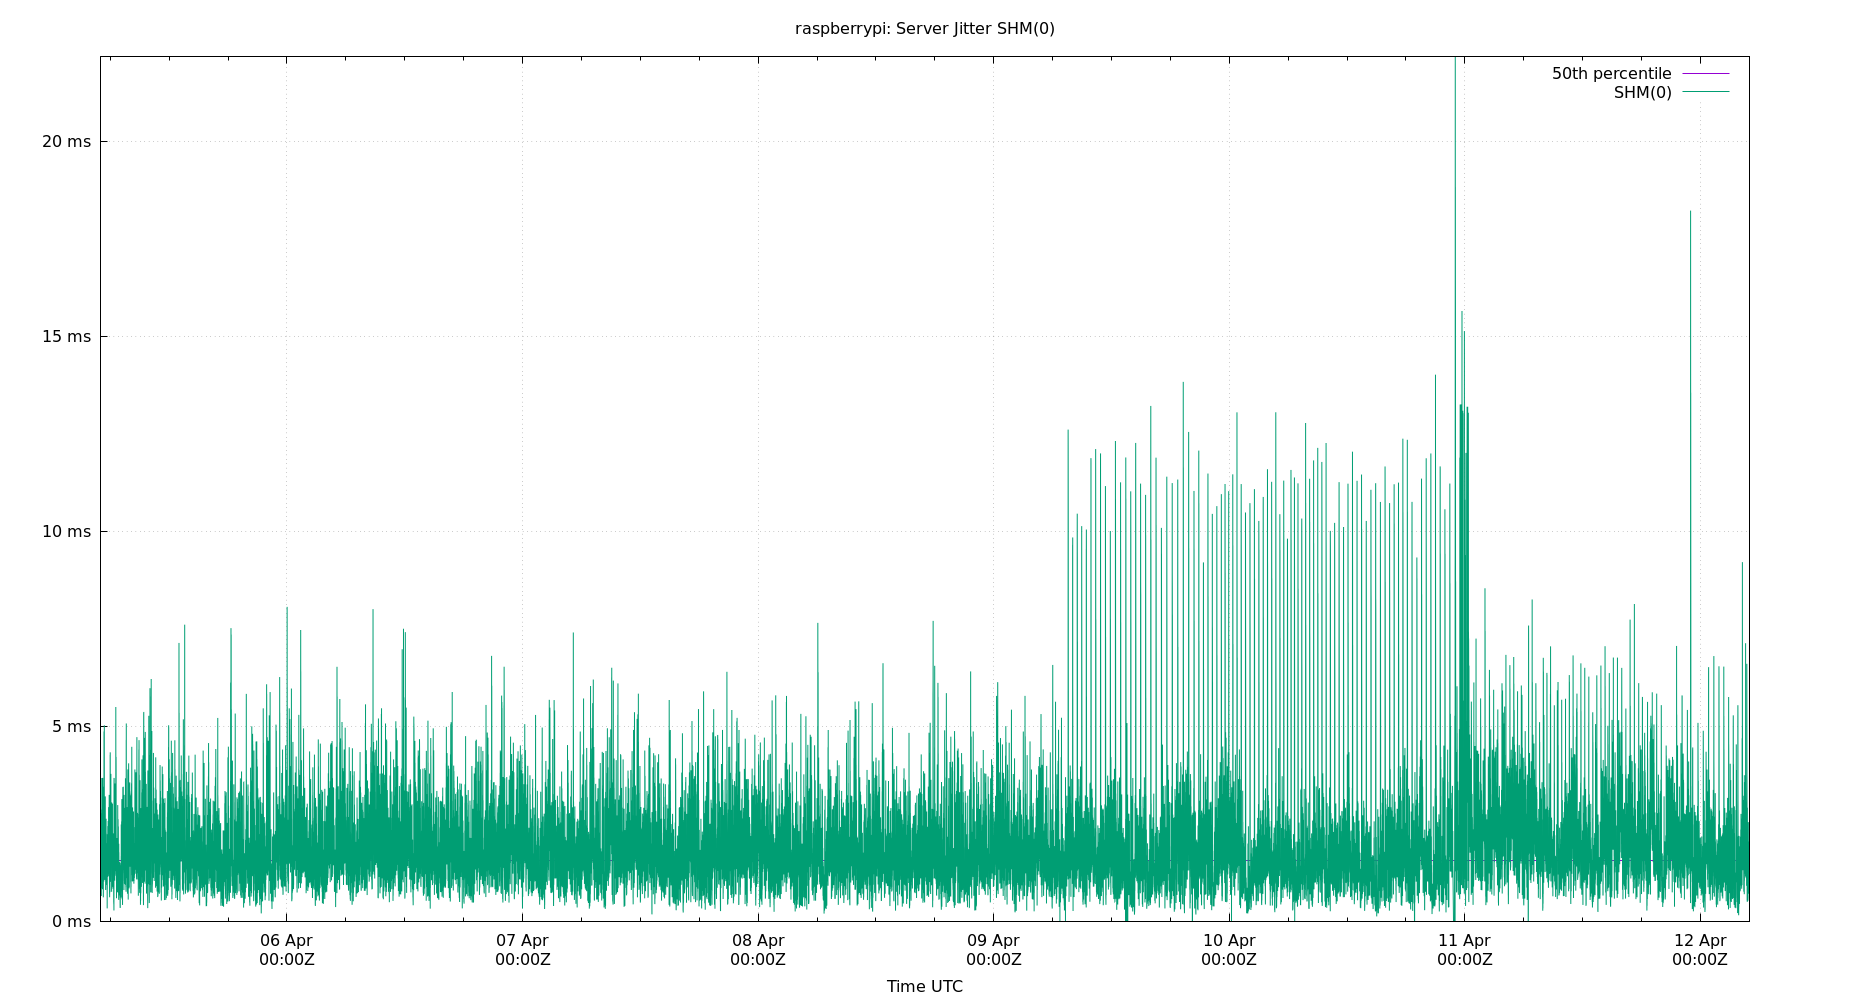 raspberrypi: Server Jitter SHM(0)
50th percentile
SHM(0)
20 ms
15 ms
10 ms
5 ms
0 ms
06 Apr 07 Apr 08 Apr 09 Apr 10 Apr 11 Apr 12 Apr
00:00Z 00:00Z 00:00Z 00:00Z 00:00Z 00:00Z 00:00Z
Time UTC